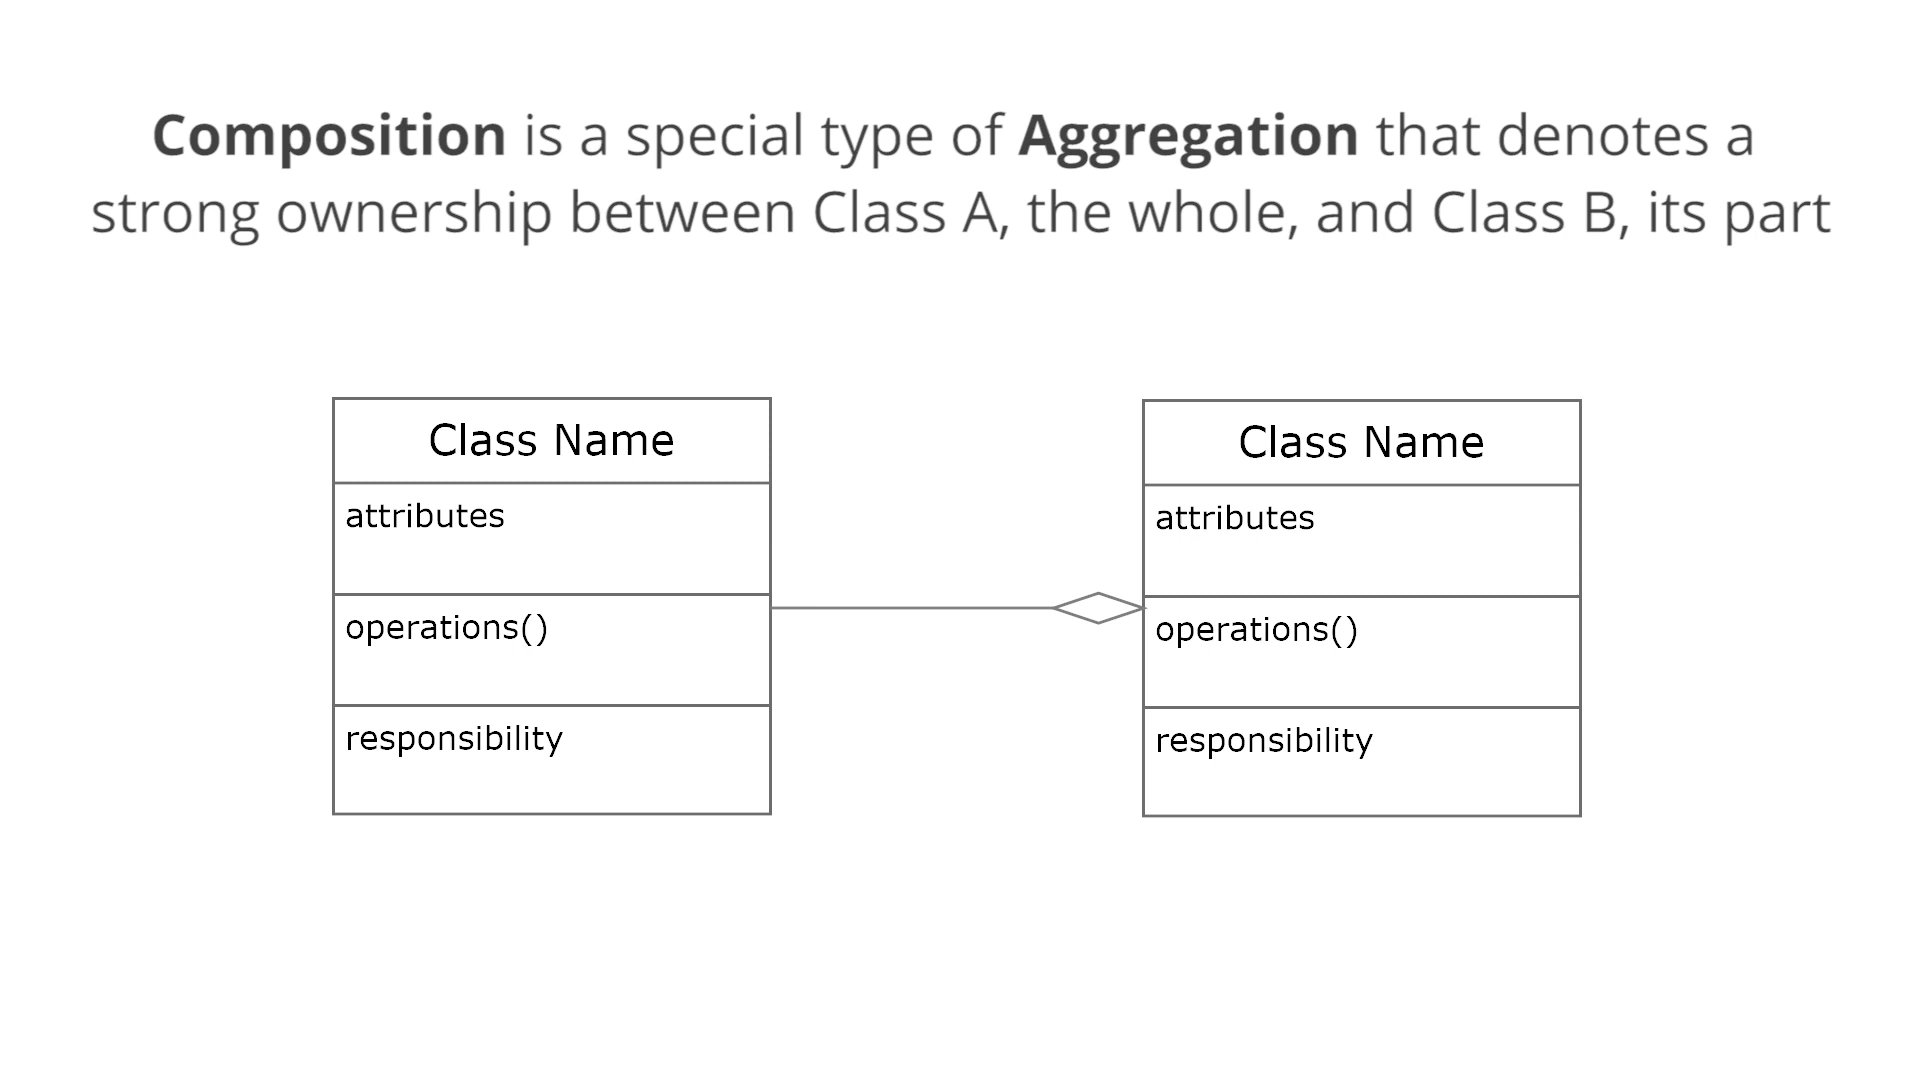 Composition is a special type of Aggregation that denotes a
strong ownership between Class A, the whole, and Class B, its part
Class Name
attributes
operations()
responsibility
Class Name
attributes
operations()
responsibility